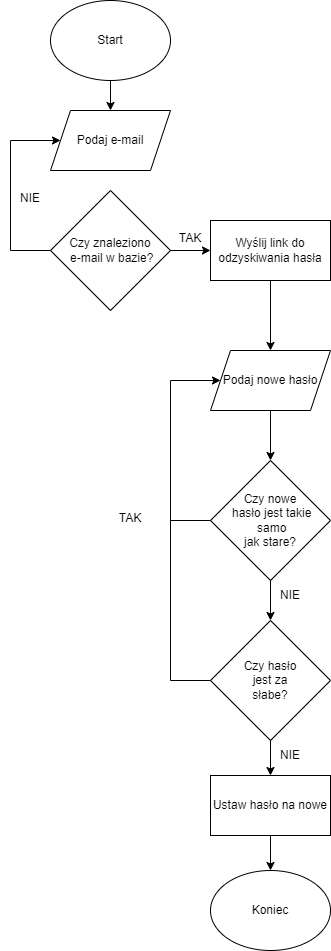 Start
Podaj e-mail
NIE
Czy znaleziono
e-mail w bazie?
TAK
Wyślij link do
odzyskiwania hasła
Podaj nowe hasło
Czy nowe
hasło jest takie
samo
jak stare?
TAK
NIE
Czy hasło
jest za
słabe?
NIE
Ustaw hasło na nowe
Koniec